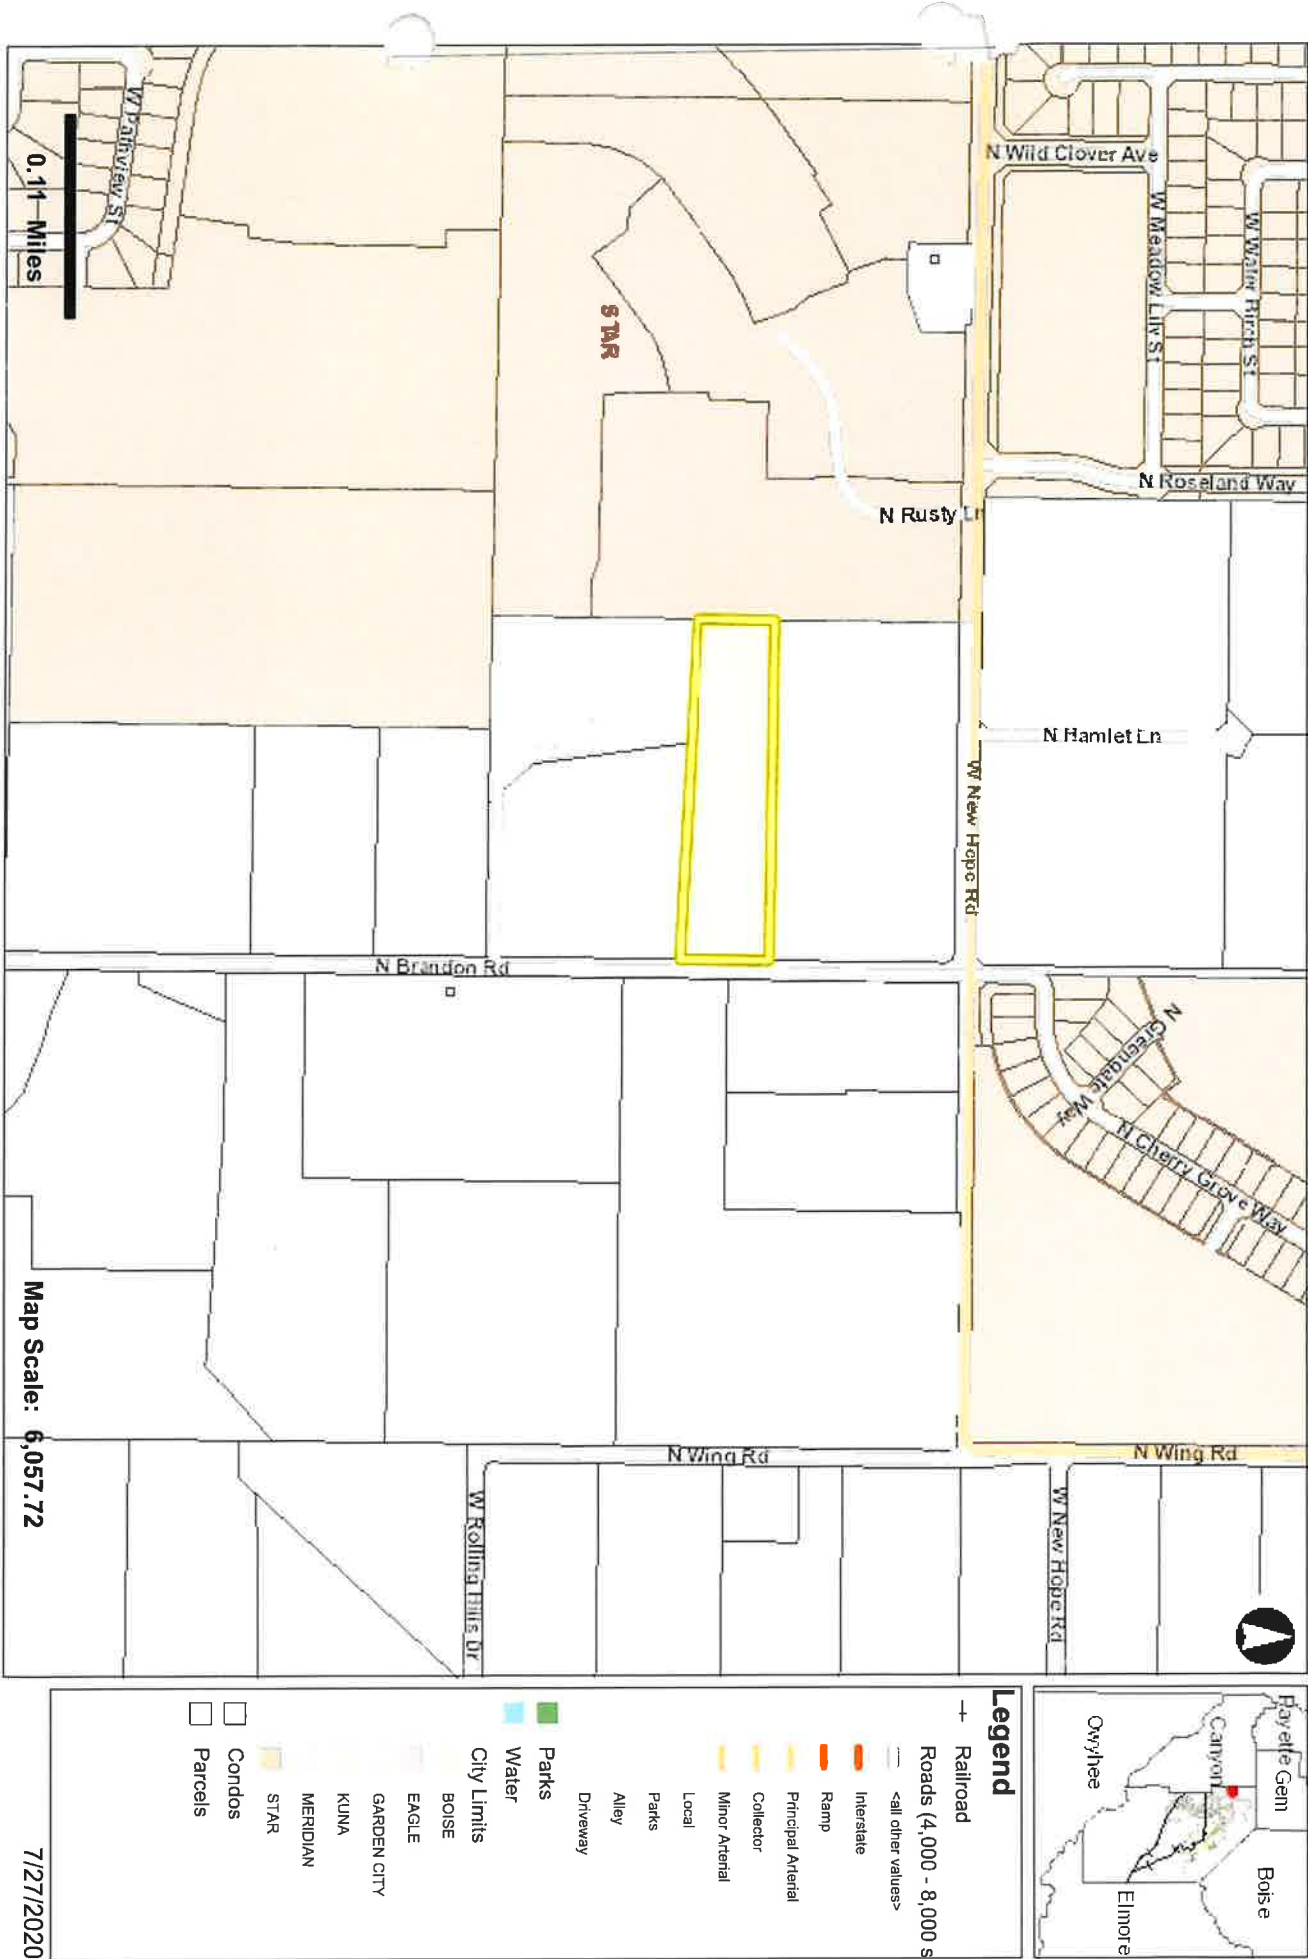 N Wild Clover Ave
W Meadow Lily St
W Water Birch St
N Roseland Way
W Pathview St
0.11 Miles
STAR
N Rusty Ln
N Hamlet Ln
W New Hope Rd
N Brandon Rd
N Greengate Way
N Cherry Grove Way
N Wing Rd
N Wing Rd
W Rolling Hills Dr
W New Hope Rd
Map Scale: 6,057.72
Payette
Gem
Canyon
Boise
Owyhee
Elmore
Legend
Railroad
Roads (4,000 - 8,000 s
<all other values>
Interstate
Ramp
Principal Arterial
Collector
Minor Arterial
Local
Parks
Alley
Driveway
Parks
Water
City Limits
BOISE
EAGLE
GARDEN CITY
KUNA
MERIDIAN
STAR
Condos
Parcels
7/27/2020